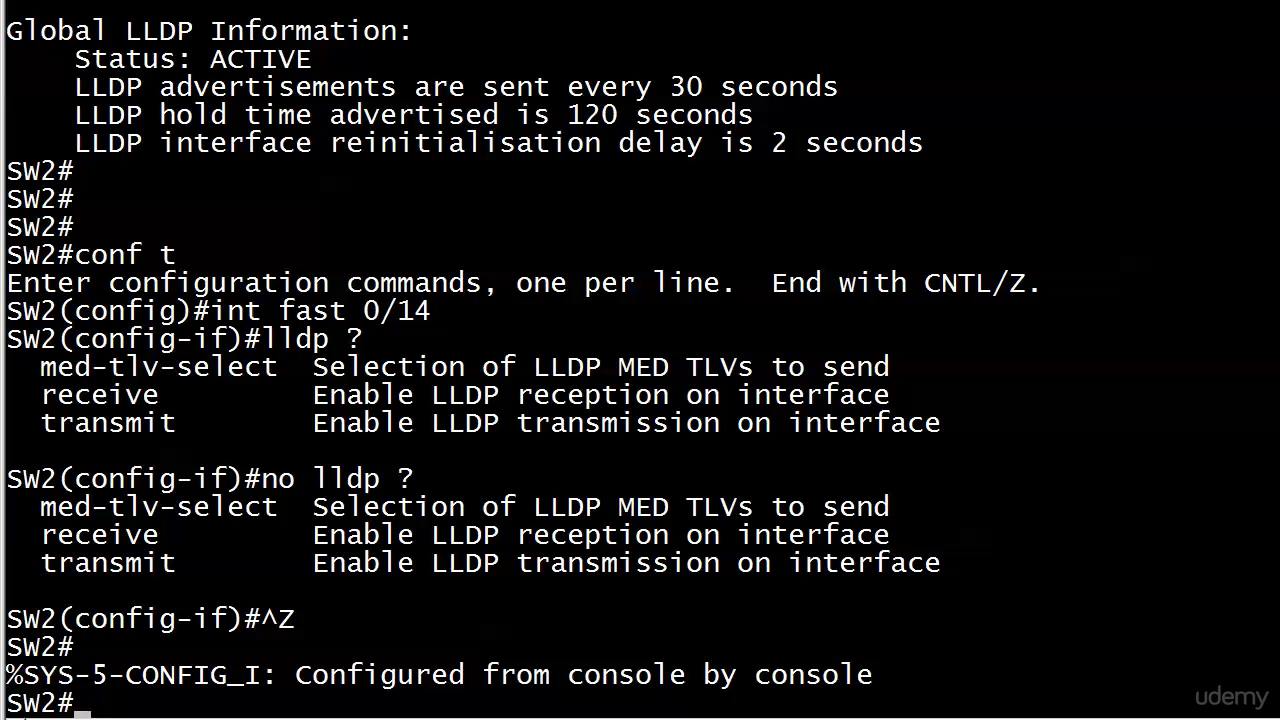 Global LLDP Information:
    Status: ACTIVE
    LLDP advertisements are sent every 30 seconds
    LLDP hold time advertised is 120 seconds
    LLDP interface reinitialisation delay is 2 seconds
SW2#
SW2#
SW2#
SW2#conf t
Enter configuration commands, one per line.  End with CNTL/Z.
SW2(config)#int fast 0/14
SW2(config-if)#lldp ?
  med-tlv-select  Selection of LLDP MED TLVs to send
  receive         Enable LLDP reception on interface
  transmit        Enable LLDP transmission on interface

SW2(config-if)#no lldp ?
  med-tlv-select  Selection of LLDP MED TLVs to send
  receive         Enable LLDP reception on interface
  transmit        Enable LLDP transmission on interface

SW2(config-if)#^Z
SW2#
%SYS-5-CONFIG_I: Configured from console by console
SW2#
udemy